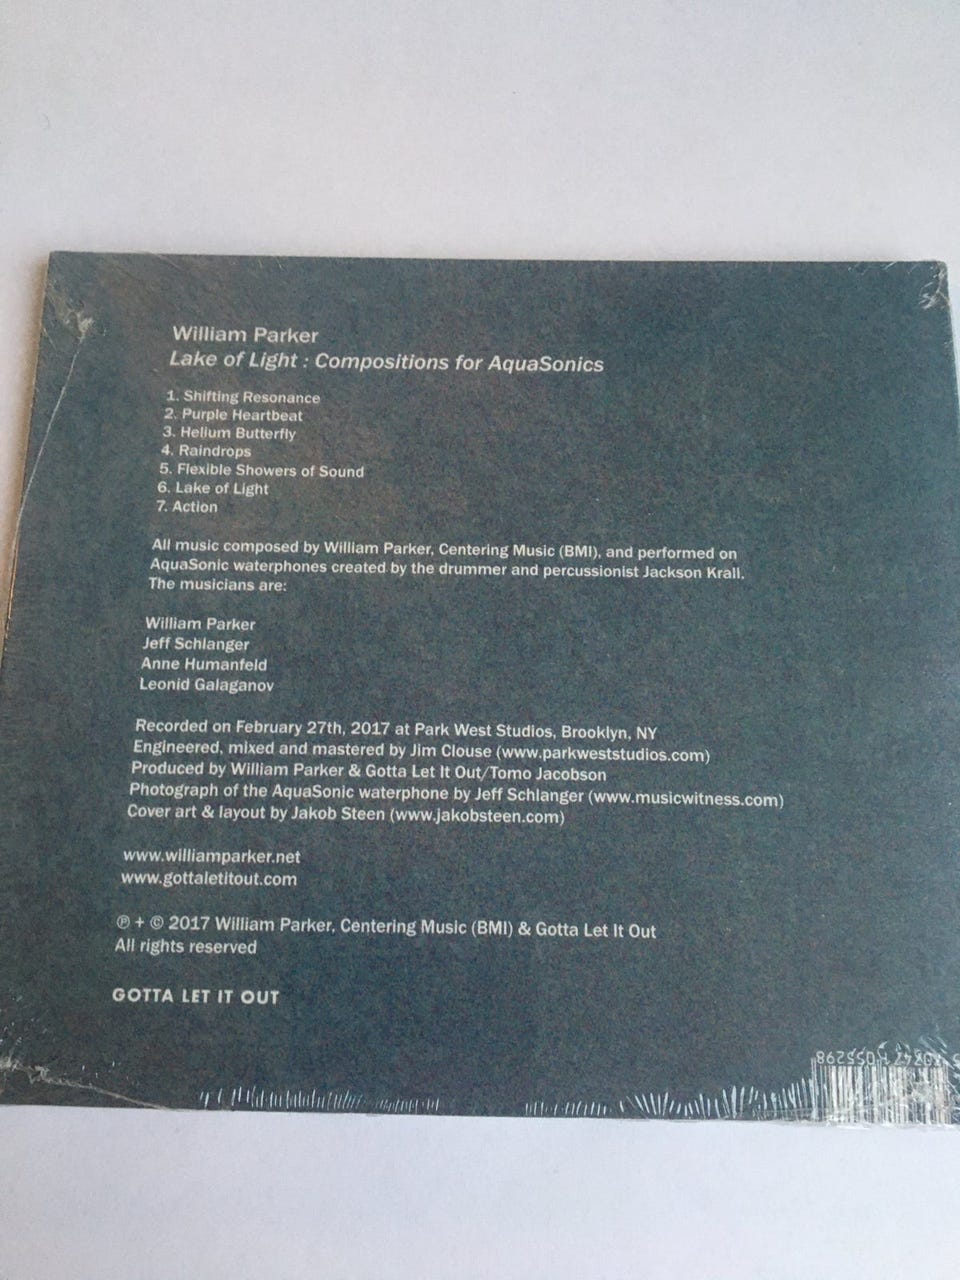 William Parker
Lake of Light : Compositions for AquaSonics
1. Shifting Resonance
2. Purple Heartbeat
3. Helium Butterfly
4. Raindrops
5. Flexible Showers of Sound
6. Lake of Light
7. Action
All music composed by William Parker, Centering Music (BMI), and performed on
AquaSonic waterphones created by the drummer and percussionist Jackson Krall.
The musicians are:
William Parker
Jeff Schlanger
Anne Humanfeld
Leonid Galaganov
Recorded on February 27th, 2017 at Park West Studios, Brooklyn, NY
Engineered, mixed and mastered by Jim Clouse (www.parkweststudios.com)
Produced by William Parker & Gotta Let It Out/Tomo Jacobson
Photograph of the AquaSonic waterphone by Jeff Schlanger (www.musicwitness.com)
Cover art & layout by Jakob Steen (www.jakobsteen.com)
www.williamparker.net
www.gottaletitout.com
℗ + © 2017 William Parker, Centering Music (BMI) & Gotta Let It Out
All rights reserved
GOTTA LET IT OUT